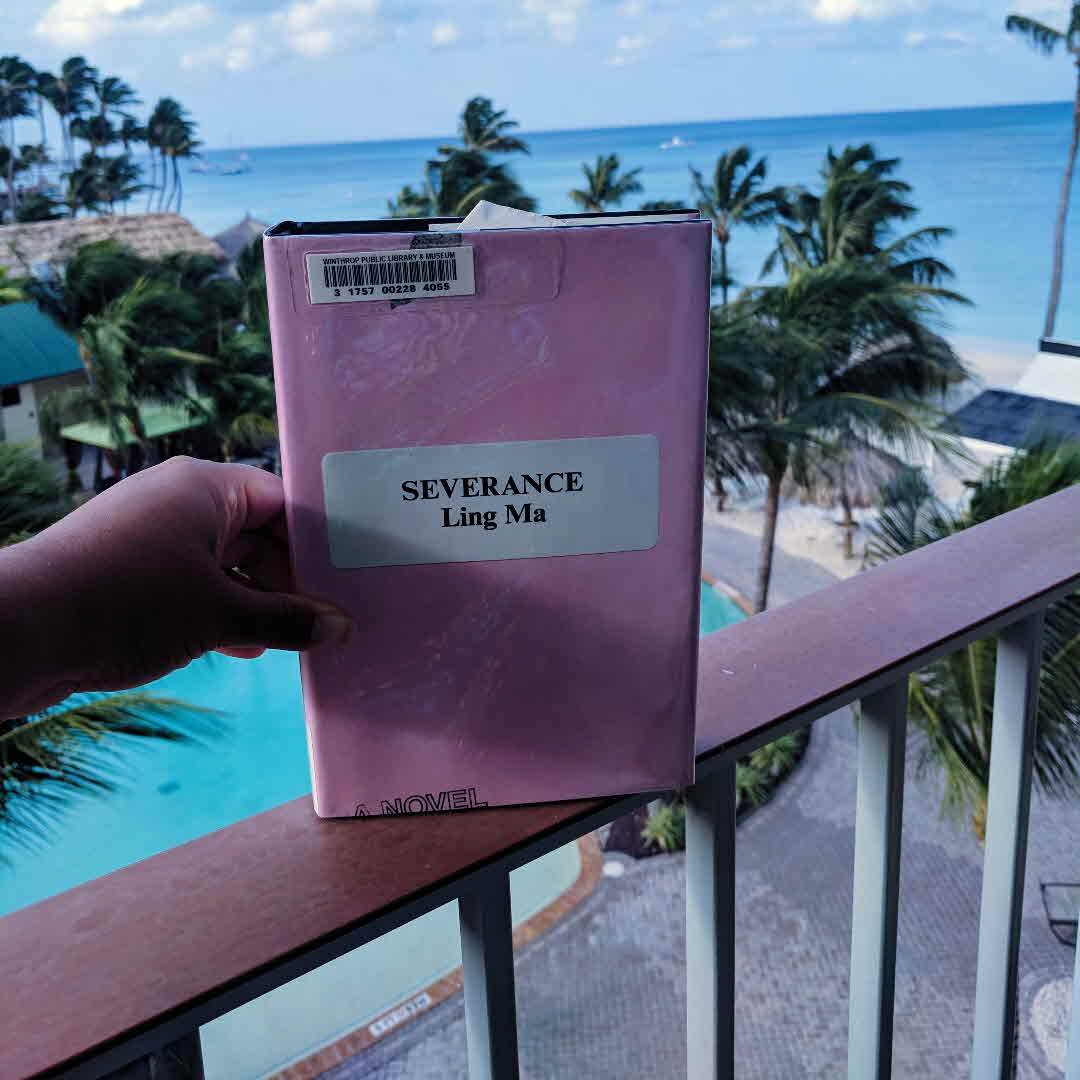 WINTHROP PUBLIC LIBRARY & MUSEUM
3 1757 00228 4055
SEVERANCE
Ling Ma
A NOVEL